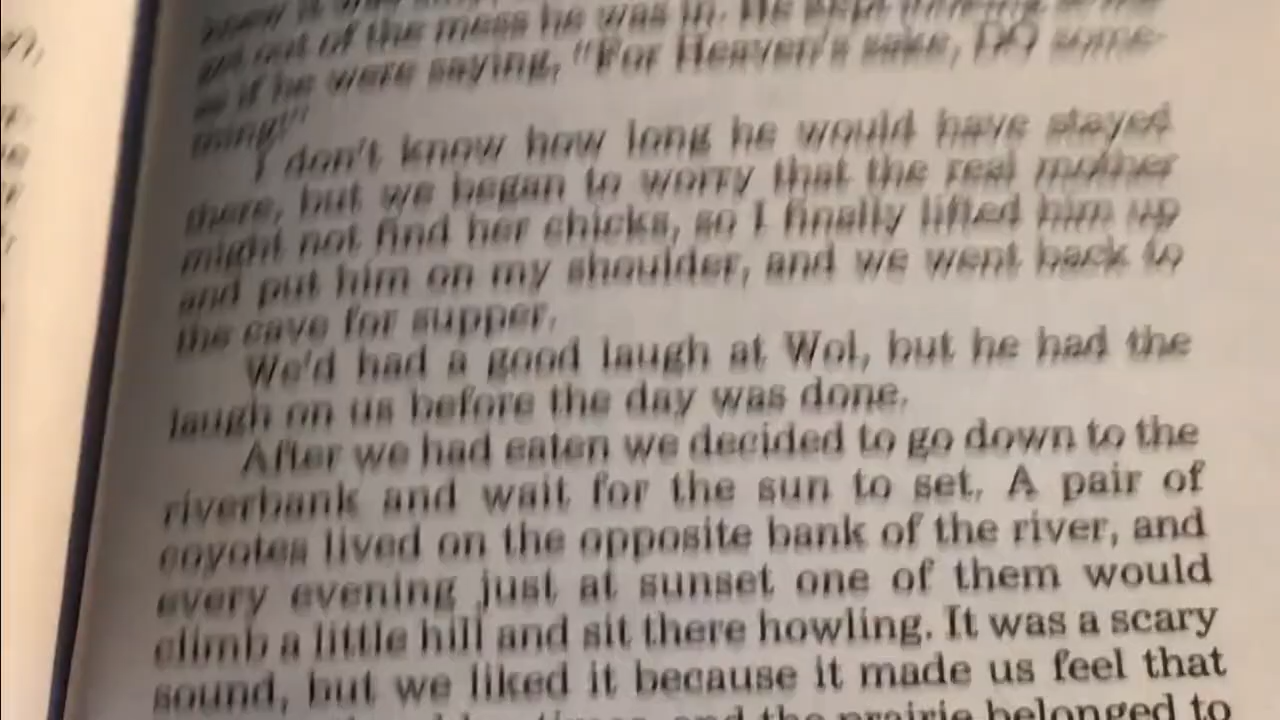 get out of the mess he was in. He kept
as if he were saying, "For Heaven's sake, DO some-
thing!"
I don't know how long he would have stayed
there, but we began to worry that the real mother
might not find her chicks, so I finally lifted him up
and put him on my shoulder, and we went back to
the cave for supper.
We'd had a good laugh at Wol, but he had the
laugh on us before the day was done.
After we had eaten we decided to go down to the
riverbank and wait for the sun to set. A pair of
coyotes lived on the opposite bank of the river, and
every evening just at sunset one of them would
climb a little hill and sit there howling. It was a scary
sound, but we liked it because it made us feel that
and the prairie belonged to